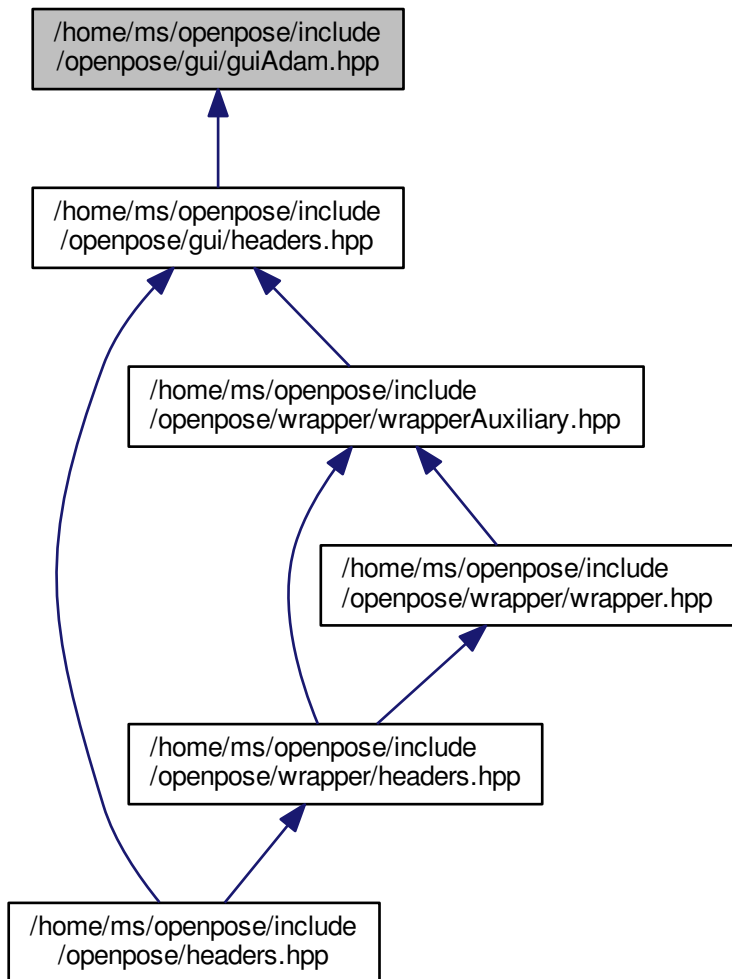 /home/ms/openpose/include
/openpose/gui/guiAdam.hpp
/home/ms/openpose/include
/openpose/gui/headers.hpp
/home/ms/openpose/include
/openpose/wrapper/wrapperAuxiliary.hpp
/home/ms/openpose/include
/openpose/wrapper/wrapper.hpp
/home/ms/openpose/include
/openpose/wrapper/headers.hpp
/home/ms/openpose/include
/openpose/headers.hpp